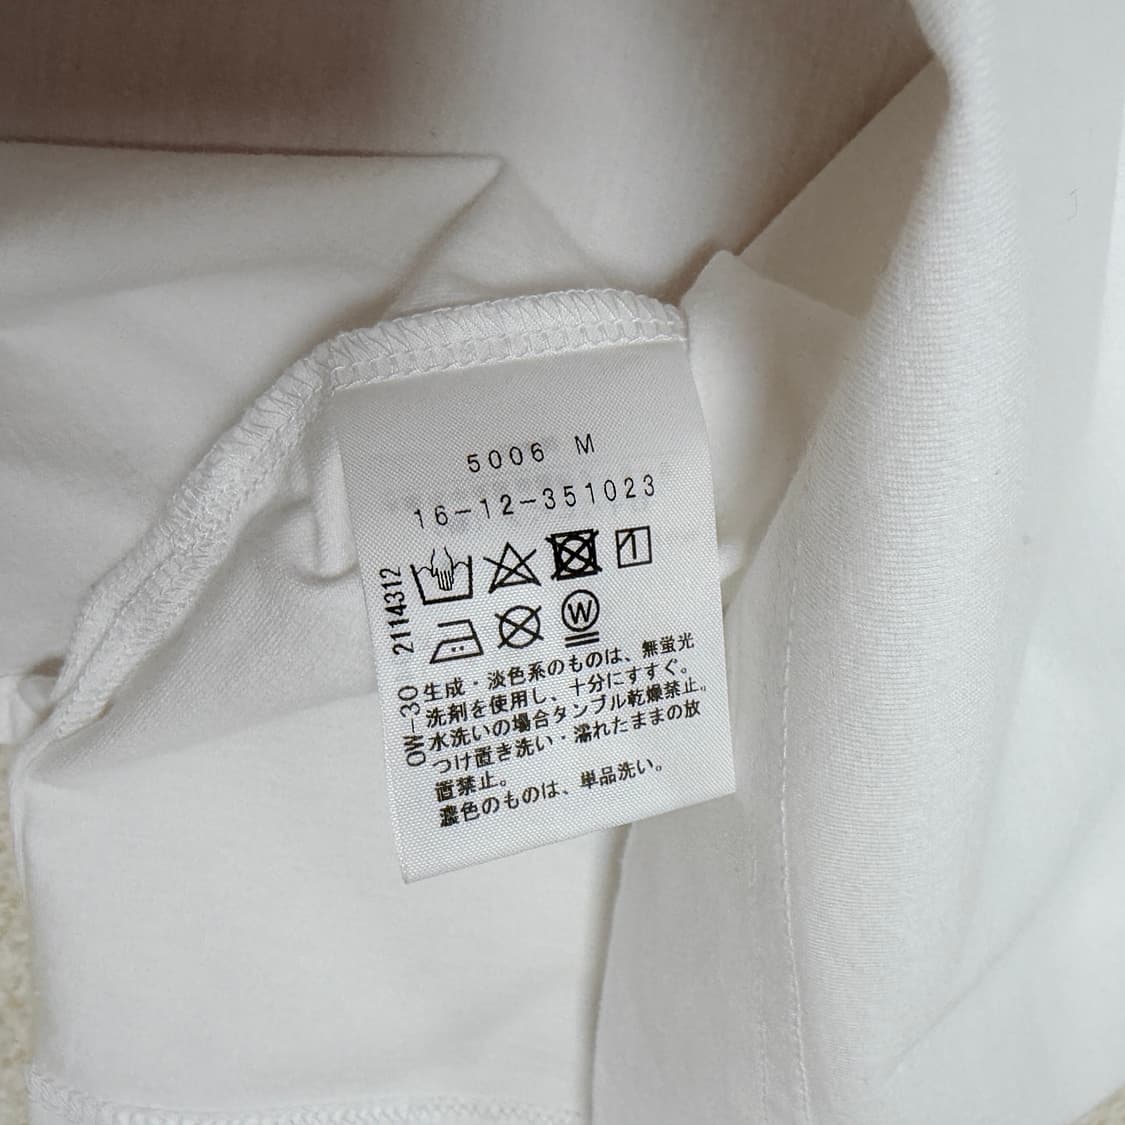 5006 M
16-12-351023
2114312
W
OW-30
生成・淡色系のものは、無蛍光
洗剤を使用し、十分にすすぐ。
水洗いの場合タンブル乾燥禁止。
つけ置き洗い・濡れたままの放
置禁止。
濃色のものは、単品洗い。